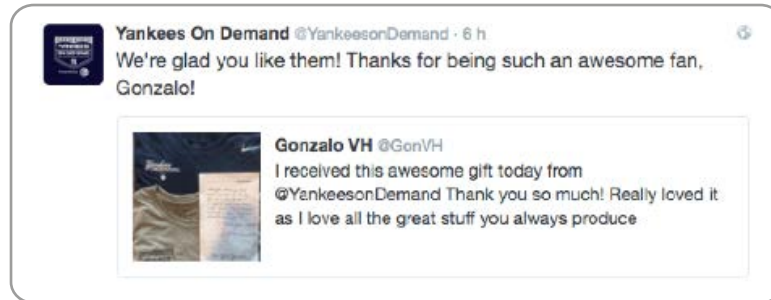 Yankees On Demand @YankeesonDemand · 6 h
We're glad you like them! Thanks for being such an awesome fan,
Gonzalo!
Gonzalo VH @GonVH
I received this awesome gift today from
@YankeesonDemand Thank you so much! Really loved it
as I love all the great stuff you always produce